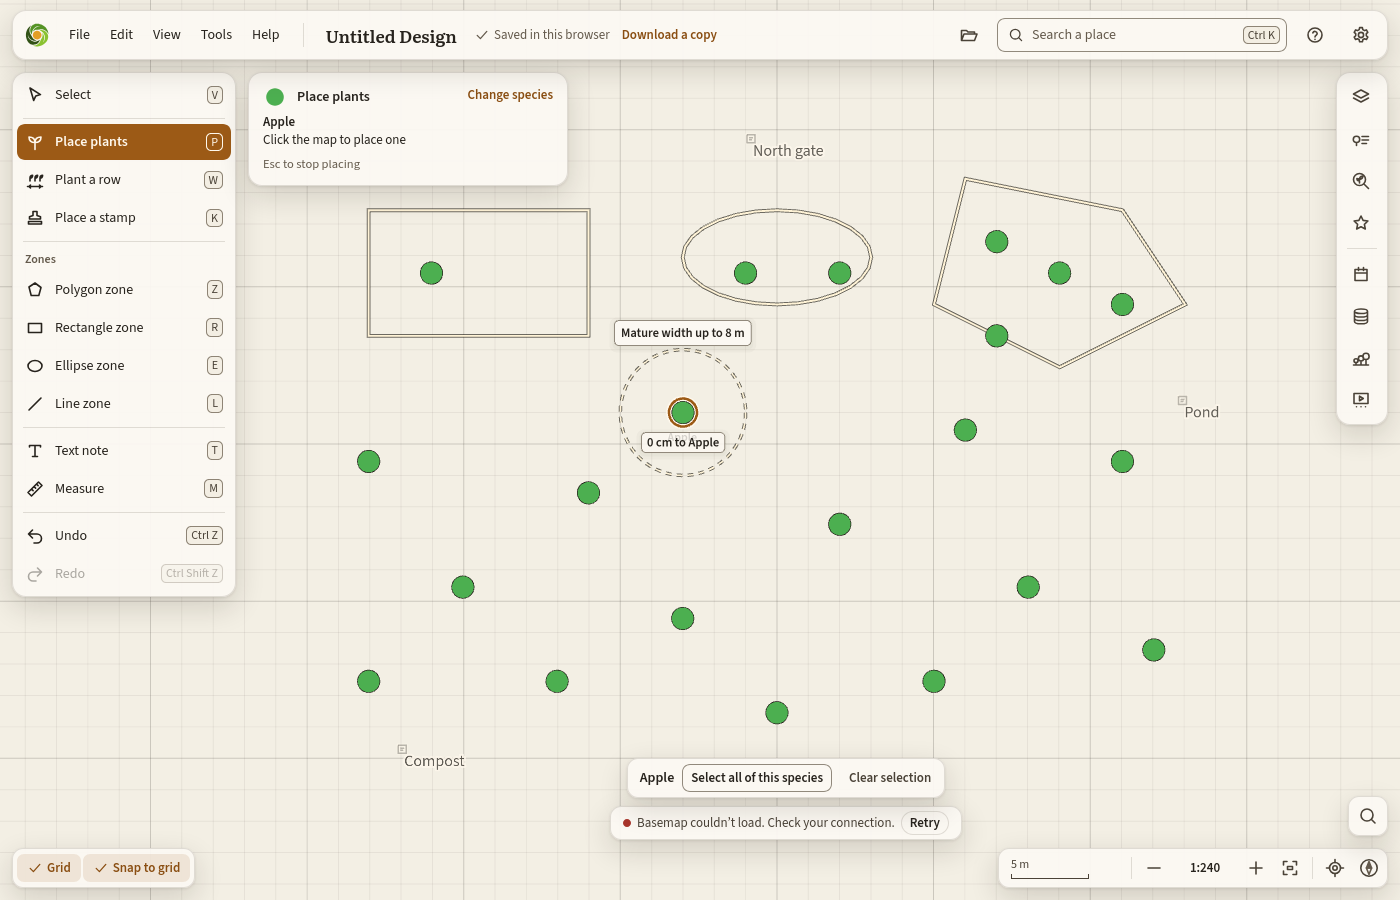 File Edit View Tools Help
Untitled Design
Saved in this browser Download a copy
Search a place Ctrl K
Select V
Place plants P
Plant a row W
Place a stamp K
Zones
Polygon zone Z
Rectangle zone R
Ellipse zone E
Line zone L
Text note T
Measure M
Undo Ctrl Z
Redo Ctrl Shift Z
Place plants Change species
Apple
Click the map to place one
Esc to stop placing
North gate
Mature width up to 8 m
0 cm to Apple
Pond
Compost
Apple Select all of this species Clear selection
Basemap couldn't load. Check your connection. Retry
Grid Snap to grid
5 m 1:240